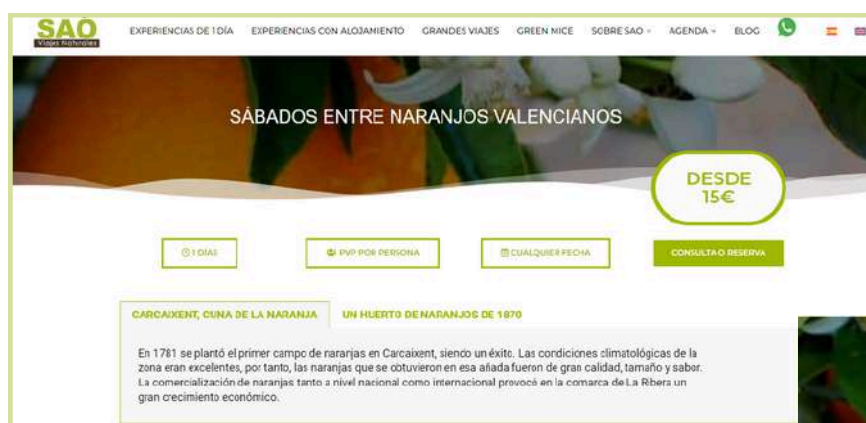 SAÓ
Viajes Naturales
EXPERIENCIAS DE 1 DÍA EXPERIENCIAS CON ALOJAMIENTO GRANDES VIAJES GREEN MICE SOBRE SAO AGENDA BLOG
SÁBADOS ENTRE NARANJOS VALENCIANOS
DESDE
15€
1 DÍAS PVP POR PERSONA CUALQUIER FECHA CONSULTA O RESERVA
CARCAIXENT, CUNA DE LA NARANJA UN HUERTO DE NARANJOS DE 1870
En 1781 se plantó el primer campo de naranjas en Carcaixent, siendo un éxito. Las condiciones climatológicas de la
zona eran excelentes, por tanto, las naranjas que se obtuvieron en esa añada fueron de gran calidad, tamaño y sabor.
La comercialización de naranjas tanto a nivel nacional como internacional provocó en la comarca de La Ribera un
gran crecimiento económico.